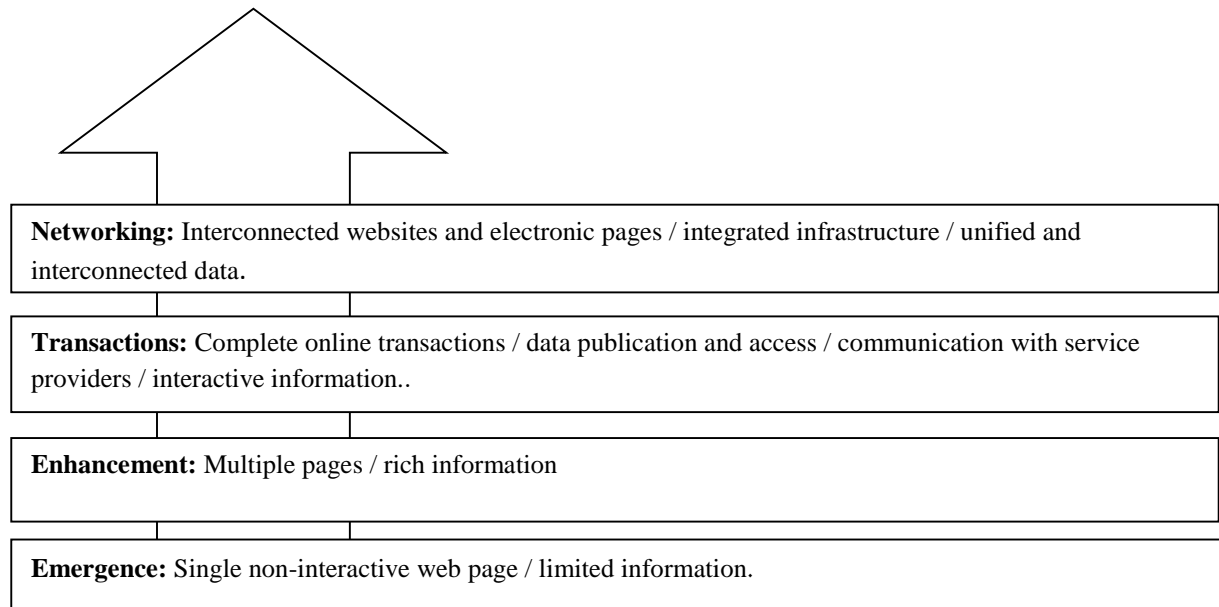 Networking: Interconnected websites and electronic pages / integrated infrastructure / unified and
interconnected data.
Transactions: Complete online transactions / data publication and access / communication with service
providers / interactive information..
Enhancement: Multiple pages / rich information
Emergence: Single non-interactive web page / limited information.